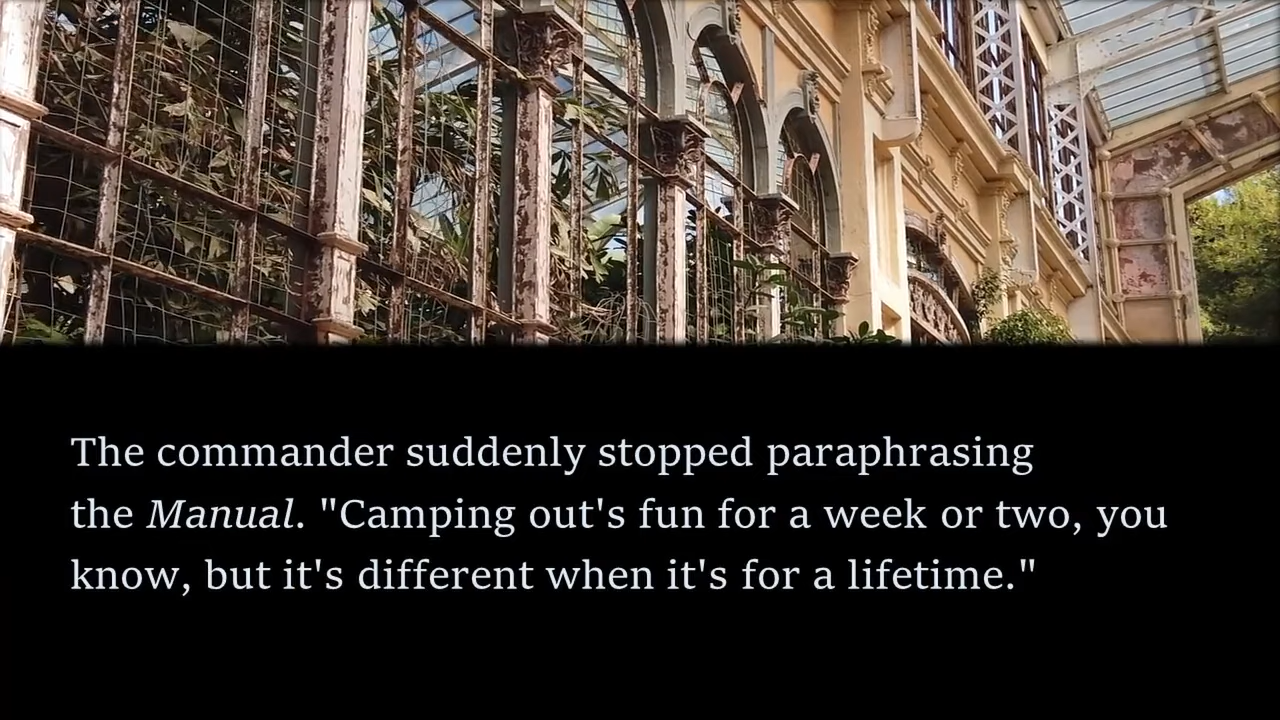 The commander suddenly stopped paraphrasing
the Manual. "Camping out's fun for a week or two, you
know, but it's different when it's for a lifetime."